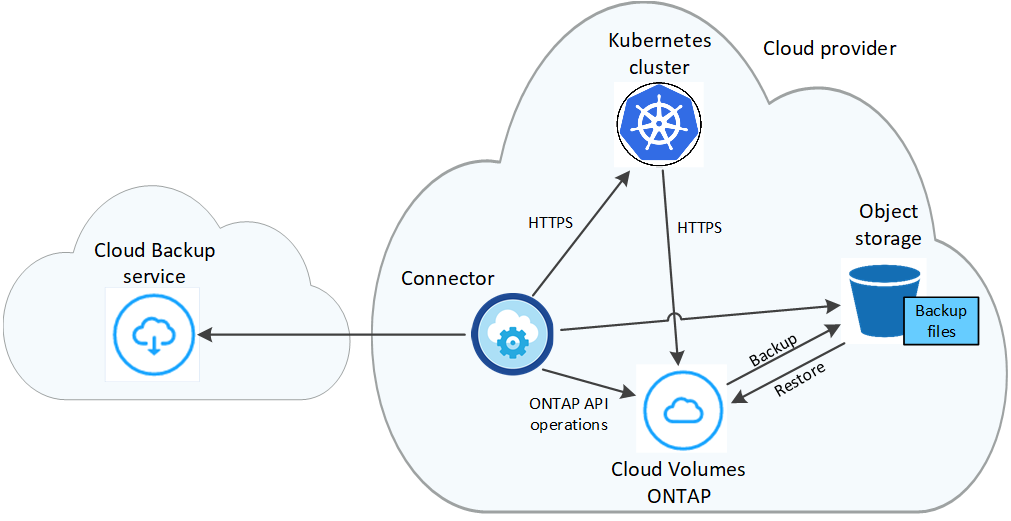 Kubernetes
cluster
Cloud provider
HTTPS
HTTPS
Object
storage
Cloud Backup
service
Connector
Backup
files
Backup
Restore
ONTAP API
operations
Cloud Volumes
ONTAP